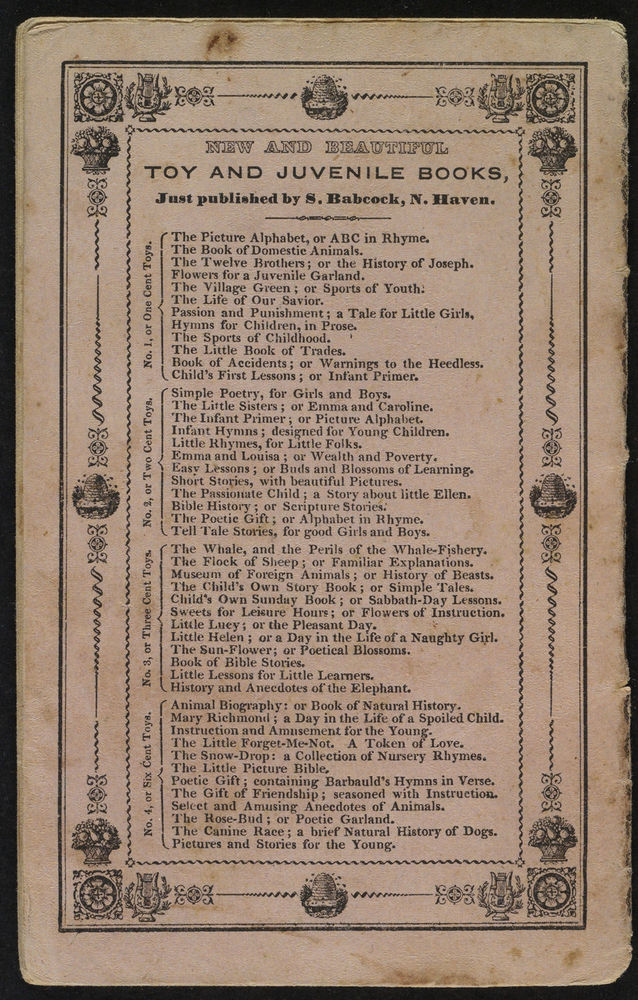 NEW AND BEAUTIFUL
TOY AND JUVENILE BOOKS,
Just published by S. Babcock, N. Haven.
No. 1, or One Cent Toys.
The Picture Alphabet, or ABC in Rhyme.
The Book of Domestic Animals.
The Twelve Brothers; or the History of Joseph.
Flowers for a Juvenile Garland.
The Village Green; or Sports of Youth.
The Life of Our Savior.
Passion and Punishment; a Tale for Little Girls,
Hymns for Children, in Prose.
The Sports of Childhood.
The Little Book of Trades.
Book of Accidents; or Warnings to the Heedless.
Child's First Lessons; or Infant Primer.
No. 2, or Two Cent Toys.
Simple Poetry, for Girls and Boys.
The Little Sisters; or Emma and Caroline.
The Infant Primer; or Picture Alphabet.
Infant Hymns; designed for Young Children.
Little Rhymes, for Little Folks.
Emma and Louisa; or Wealth and Poverty.
Easy Lessons; or Buds and Blossoms of Learning.
Short Stories, with beautiful Pictures.
The Passionate Child; a Story about little Ellen.
Bible History; or Scripture Stories.
The Poetic Gift; or Alphabet in Rhyme.
Tell Tale Stories, for good Girls and Boys.
No. 3, or Three Cent Toys.
The Whale, and the Perils of the Whale-Fishery.
The Flock of Sheep; or Familiar Explanations.
Museum of Foreign Animals; or History of Beasts.
The Child's Own Story Book; or Simple Tales.
Child's Own Sunday Book; or Sabbath-Day Lessons.
Sweets for Leisure Hours; or Flowers of Instruction.
Little Lucy; or the Pleasant Day.
Little Helen; or a Day in the Life of a Naughty Girl.
The Sun-Flower; or Poetical Blossoms.
Book of Bible Stories.
Little Lessons for Little Learners.
History and Anecdotes of the Elephant.
No. 4, or Six Cent Toys.
Animal Biography: or Book of Natural History.
Mary Richmond; a Day in the Life of a Spoiled Child.
Instruction and Amusement for the Young.
The Little Forget-Me-Not. A Token of Love.
The Snow-Drop: a Collection of Nursery Rhymes.
The Little Picture Bible.
Poetic Gift; containing Barbauld's Hymns in Verse.
The Gift of Friendship; seasoned with Instruction.
Select and Amusing Anecdotes of Animals.
The Rose-Bud; or Poetic Garland.
The Canine Race; a brief Natural History of Dogs.
Pictures and Stories for the Young.